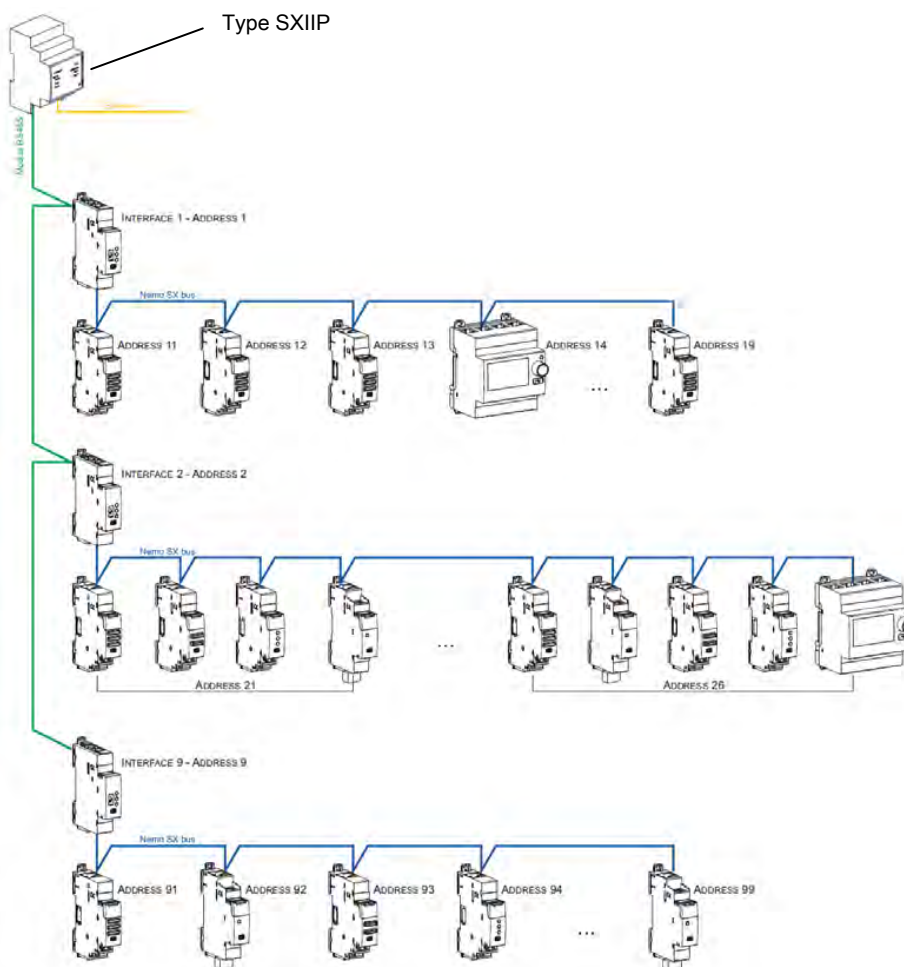 Type SXIIP
Modbus RS485
INTERFACE 1 - ADDRESS 1
Nemo SX bus
ADDRESS 11
ADDRESS 12
ADDRESS 13
ADDRESS 14
ADDRESS 19
...
INTERFACE 2 - ADDRESS 2
Nemo SX bus
...
ADDRESS 21
ADDRESS 26
INTERFACE 9 - ADDRESS 9
Nemo SX bus
ADDRESS 91
ADDRESS 92
ADDRESS 93
ADDRESS 94
ADDRESS 99
...